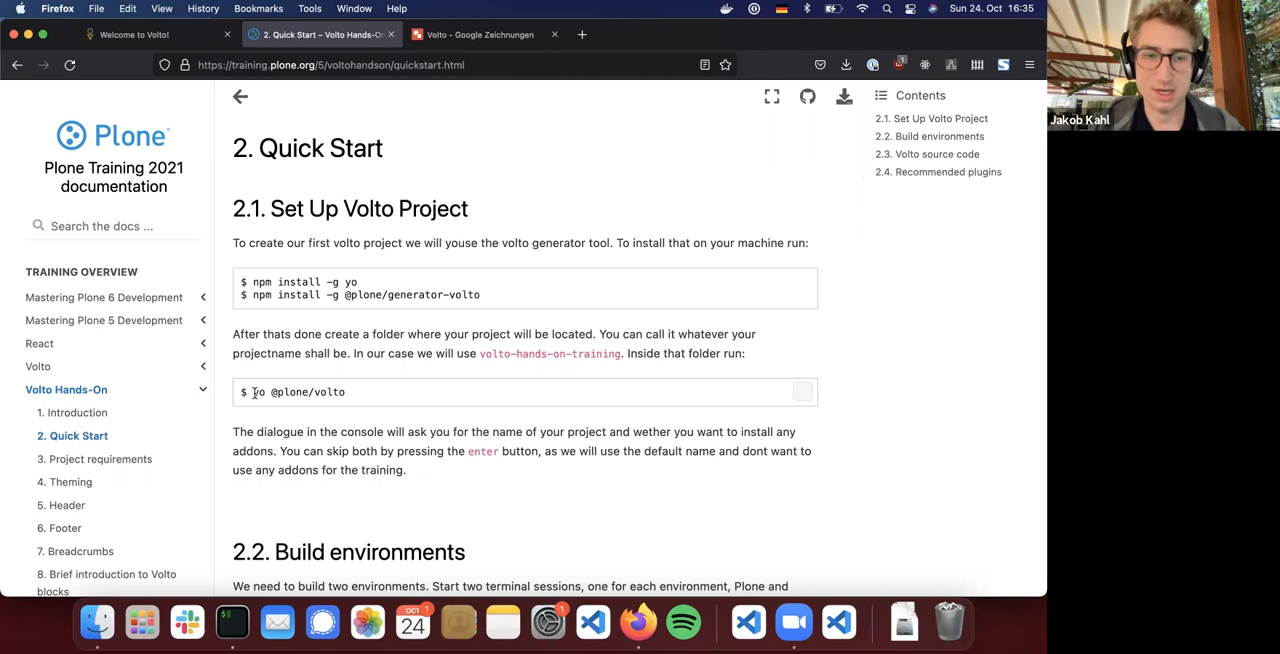 Firefox File Edit View History Bookmarks Tools Window Help Sun 24. Oct 16:35
Welcome to Volto! 2. Quick Start – Volto Hands-On Volto - Google Zeichnungen
https://training.plone.org/5/voltohandson/quickstart.html
Jakob Kahl
Plone
Plone Training 2021
documentation
Search the docs ...
TRAINING OVERVIEW
Mastering Plone 6 Development
Mastering Plone 5 Development
React
Volto
Volto Hands-On
1. Introduction
2. Quick Start
3. Project requirements
4. Theming
5. Header
6. Footer
7. Breadcrumbs
8. Brief introduction to Volto
blocks
2. Quick Start
2.1. Set Up Volto Project
To create our first volto project we will youse the volto generator tool. To install that on your machine run:
$ npm install -g yo
$ npm install -g @plone/generator-volto
After thats done create a folder where your project will be located. You can call it whatever your
projectname shall be. In our case we will use volto-hands-on-training. Inside that folder run:
$ yo @plone/volto
The dialogue in the console will ask you for the name of your project and wether you want to install any
addons. You can skip both by pressing the enter button, as we will use the default name and dont want to
use any addons for the training.
2.2. Build environments
We need to build two environments. Start two terminal sessions, one for each environment, Plone and
Contents
2.1. Set Up Volto Project
2.2. Build environments
2.3. Volto source code
2.4. Recommended plugins
OCT
24
1
1